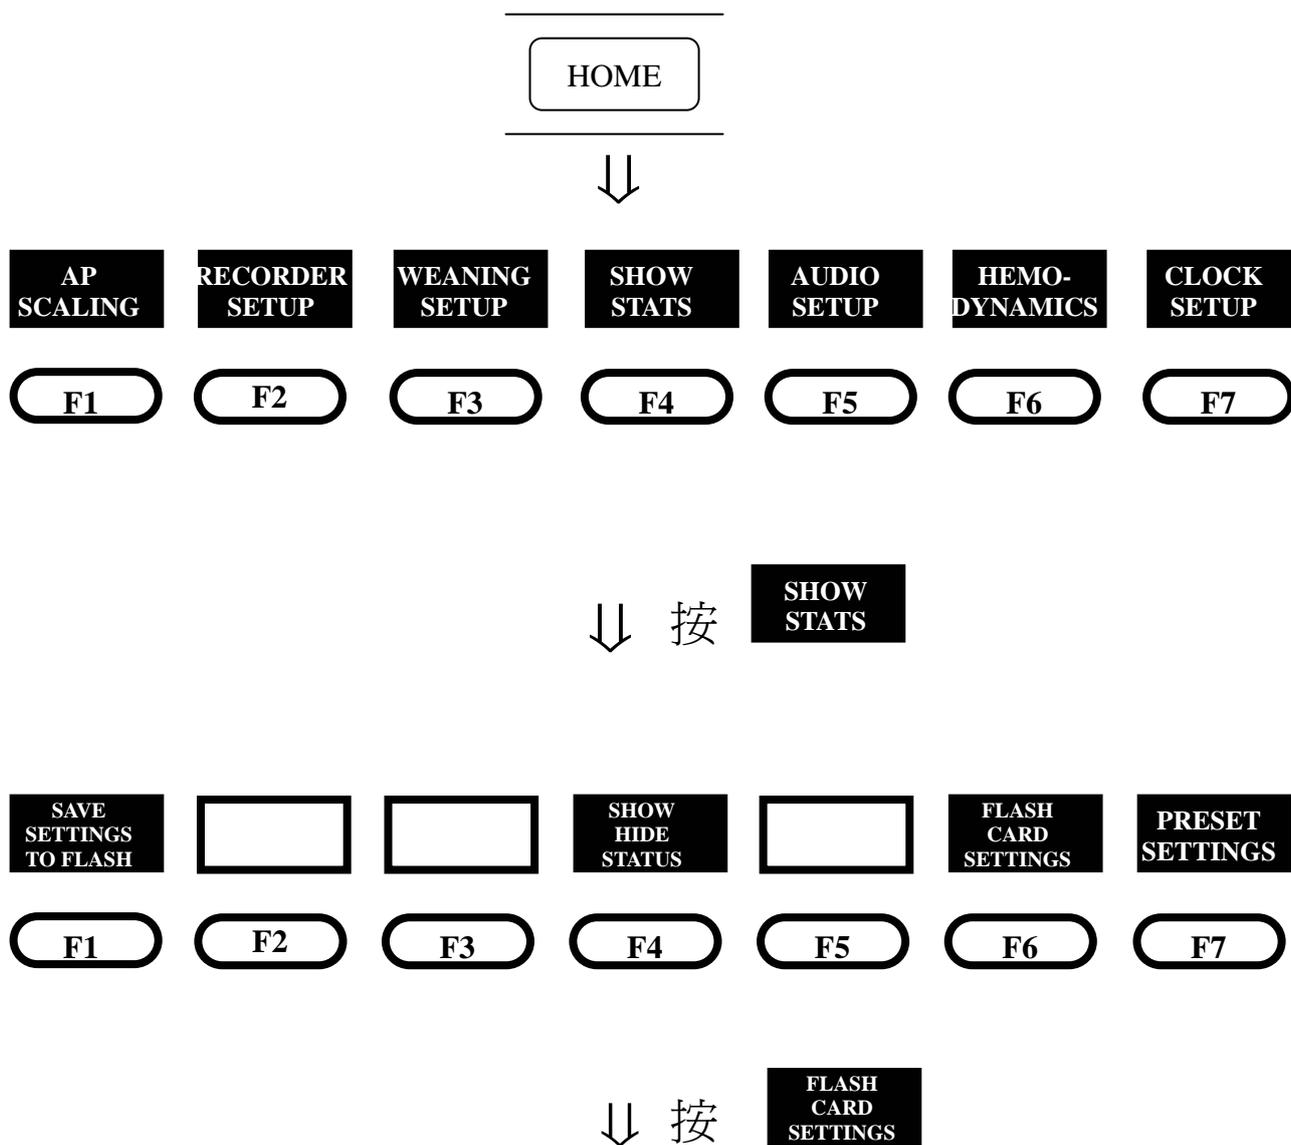 HOME
⇓
AP
SCALING
RECORDER
SETUP
WEANING
SETUP
SHOW
STATS
AUDIO
SETUP
HEMO-
DYNAMICS
CLOCK
SETUP
F1
F2
F3
F4
F5
F6
F7
⇓ 按
SHOW
STATS
SAVE
SETTINGS
TO FLASH
SHOW
HIDE
STATUS
FLASH
CARD
SETTINGS
PRESET
SETTINGS
F1
F2
F3
F4
F5
F6
F7
⇓ 按
FLASH
CARD
SETTINGS